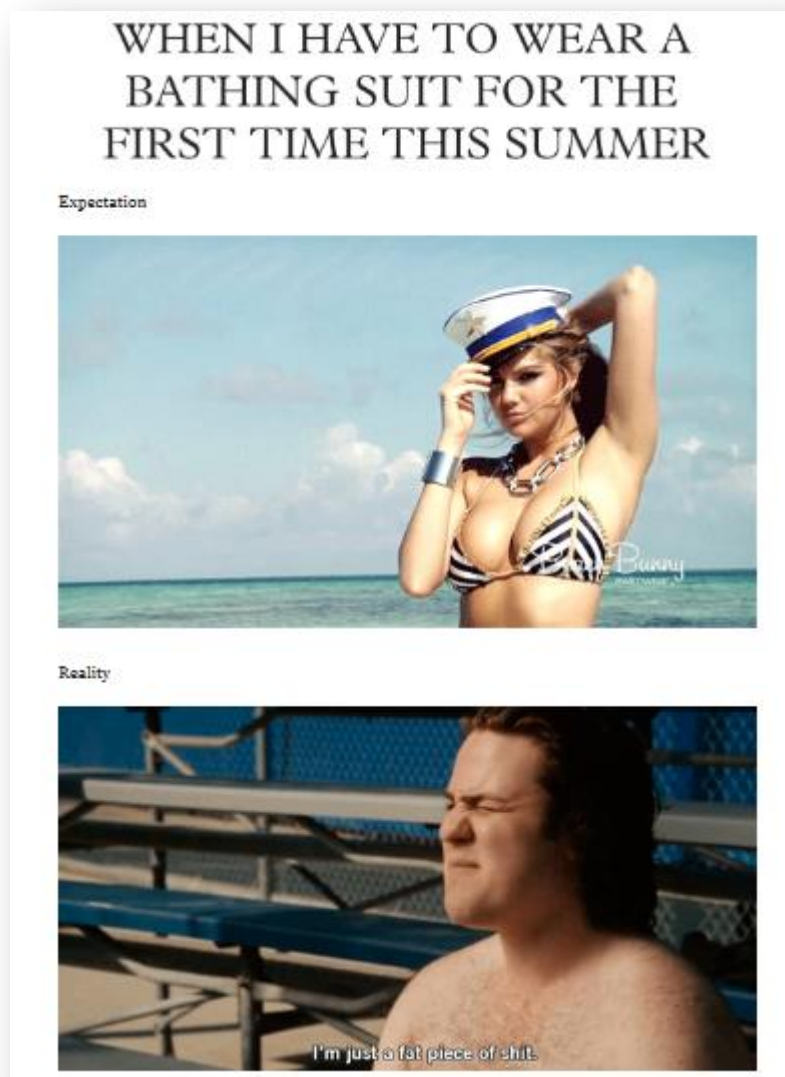 WHEN I HAVE TO WEAR A
BATHING SUIT FOR THE
FIRST TIME THIS SUMMER
Expectation
Bunny
Reality
I'm just a fat piece of shit.